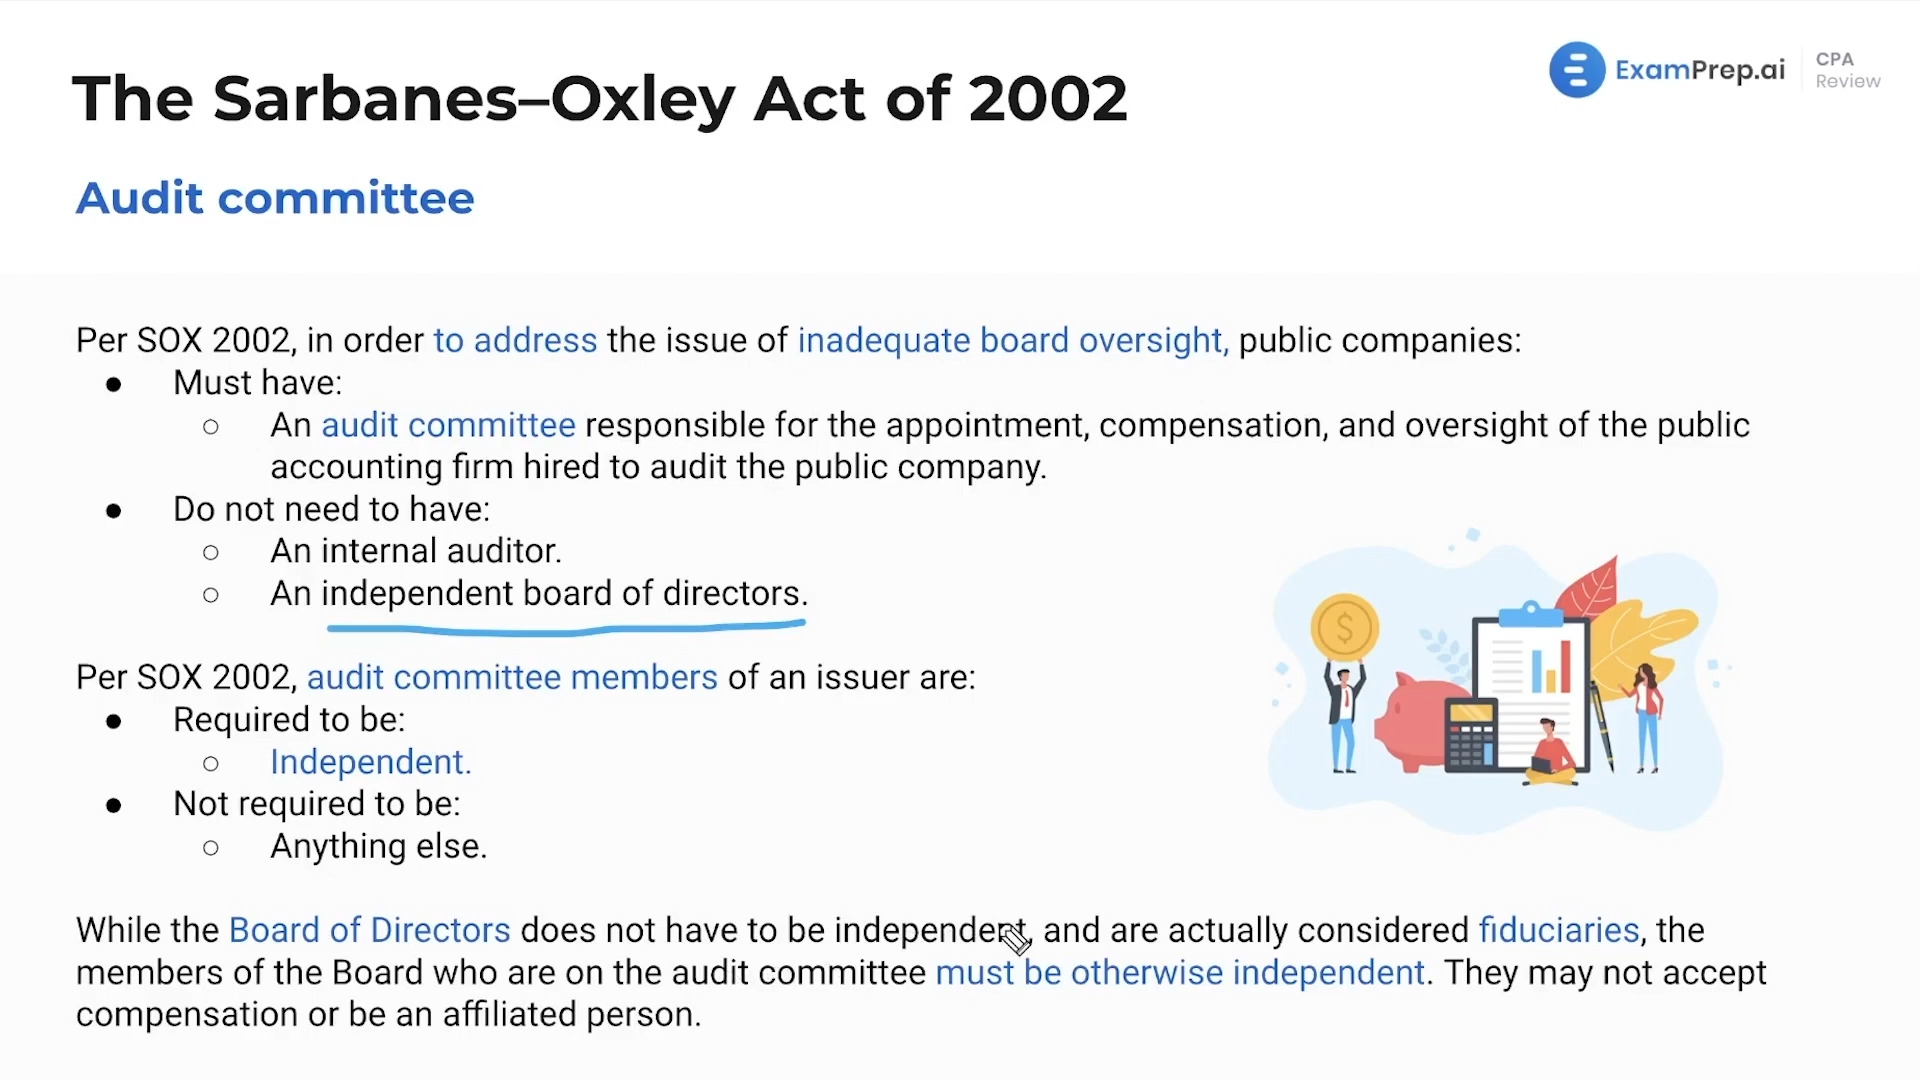 The Sarbanes–Oxley Act of 2002
ExamPrep.ai
CPA
Review
Audit committee
Per SOX 2002, in order to address the issue of inadequate board oversight, public companies:
● Must have:
○ An audit committee responsible for the appointment, compensation, and oversight of the public
accounting firm hired to audit the public company.
● Do not need to have:
○ An internal auditor.
○ An independent board of directors.
Per SOX 2002, audit committee members of an issuer are:
● Required to be:
○ Independent.
● Not required to be:
○ Anything else.
While the Board of Directors does not have to be independent, and are actually considered fiduciaries, the
members of the Board who are on the audit committee must be otherwise independent. They may not accept
compensation or be an affiliated person.